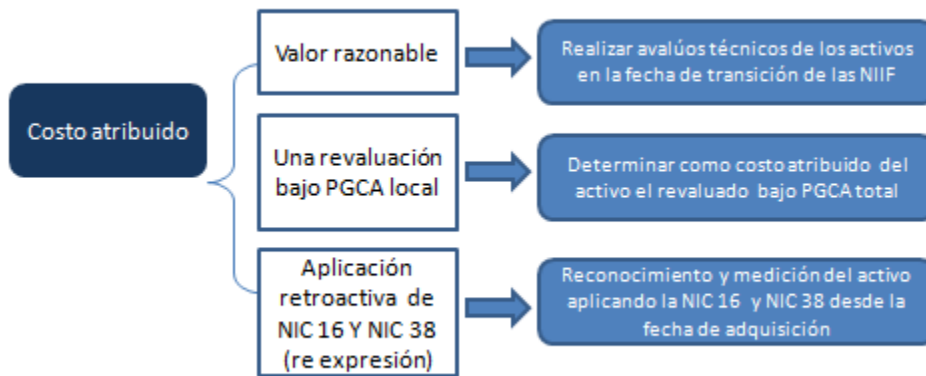 Costo atribuido
Valor razonable
Realizar avalúos técnicos de los activos
en la fecha de transición de las NIIF
Una revaluación
bajo PGCA local
Determinar como costo atribuido del
activo el revaluado bajo PGCA total
Aplicación
retroactiva de
NIC 16 Y NIC 38
(re expresión)
Reconocimiento y medición del activo
aplicando la NIC 16 y NIC 38 desde la
fecha de adquisición